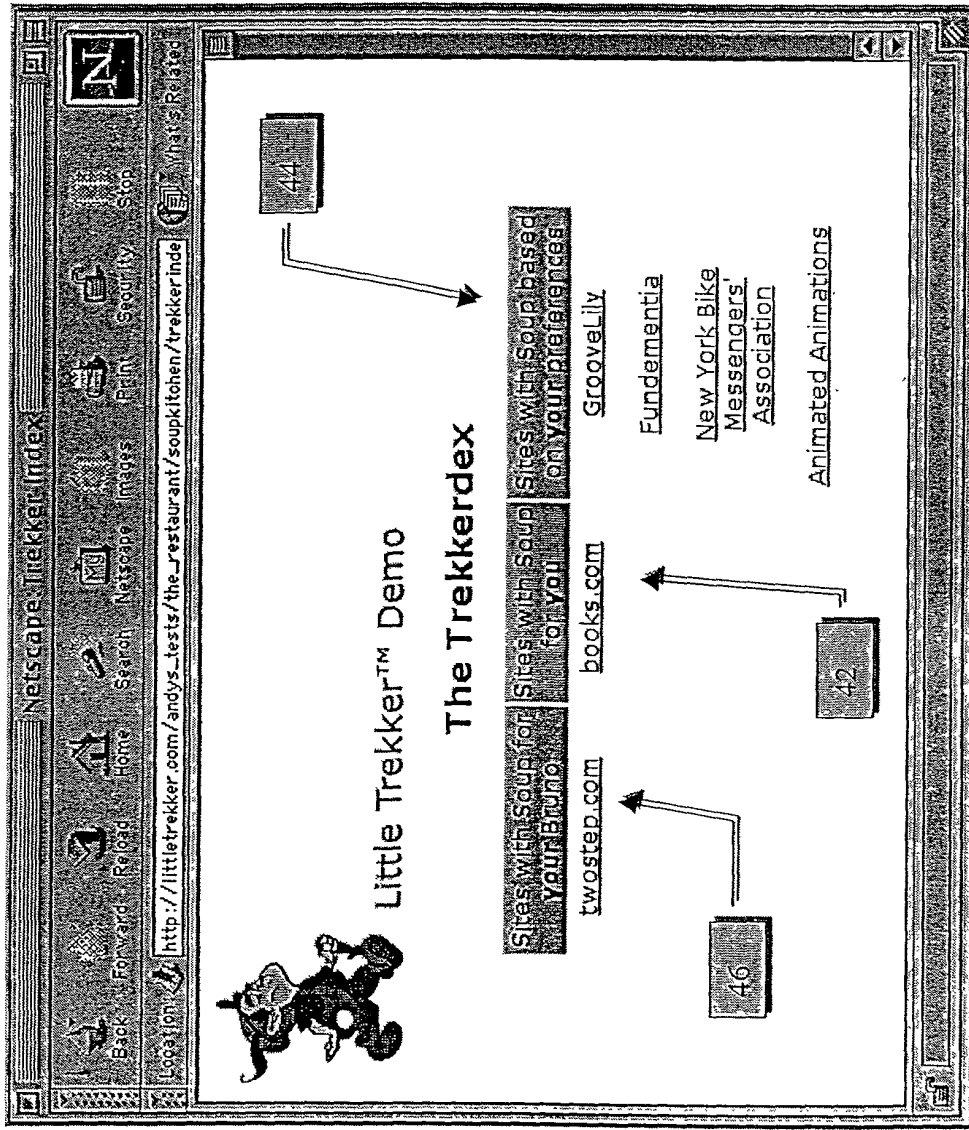 Netscape: Trekker Index
Back Forward Reload Home Search Netscape Images Print Security Stop
N
My
Location: http://littletrekker.com/andys_tests/the_restaurant/soupkitchen/trekkerinde What's Related
Little Trekker™ Demo
The Trekkerdex
44
Sites with Soup for
Your Bruno
twostep.com
Sites with Soup
for You
books.com
Sites with Soup based
on your preferences
GrooveLily
Fundementia
New York Bike
Messengers'
Association
Animated Animations
46
42